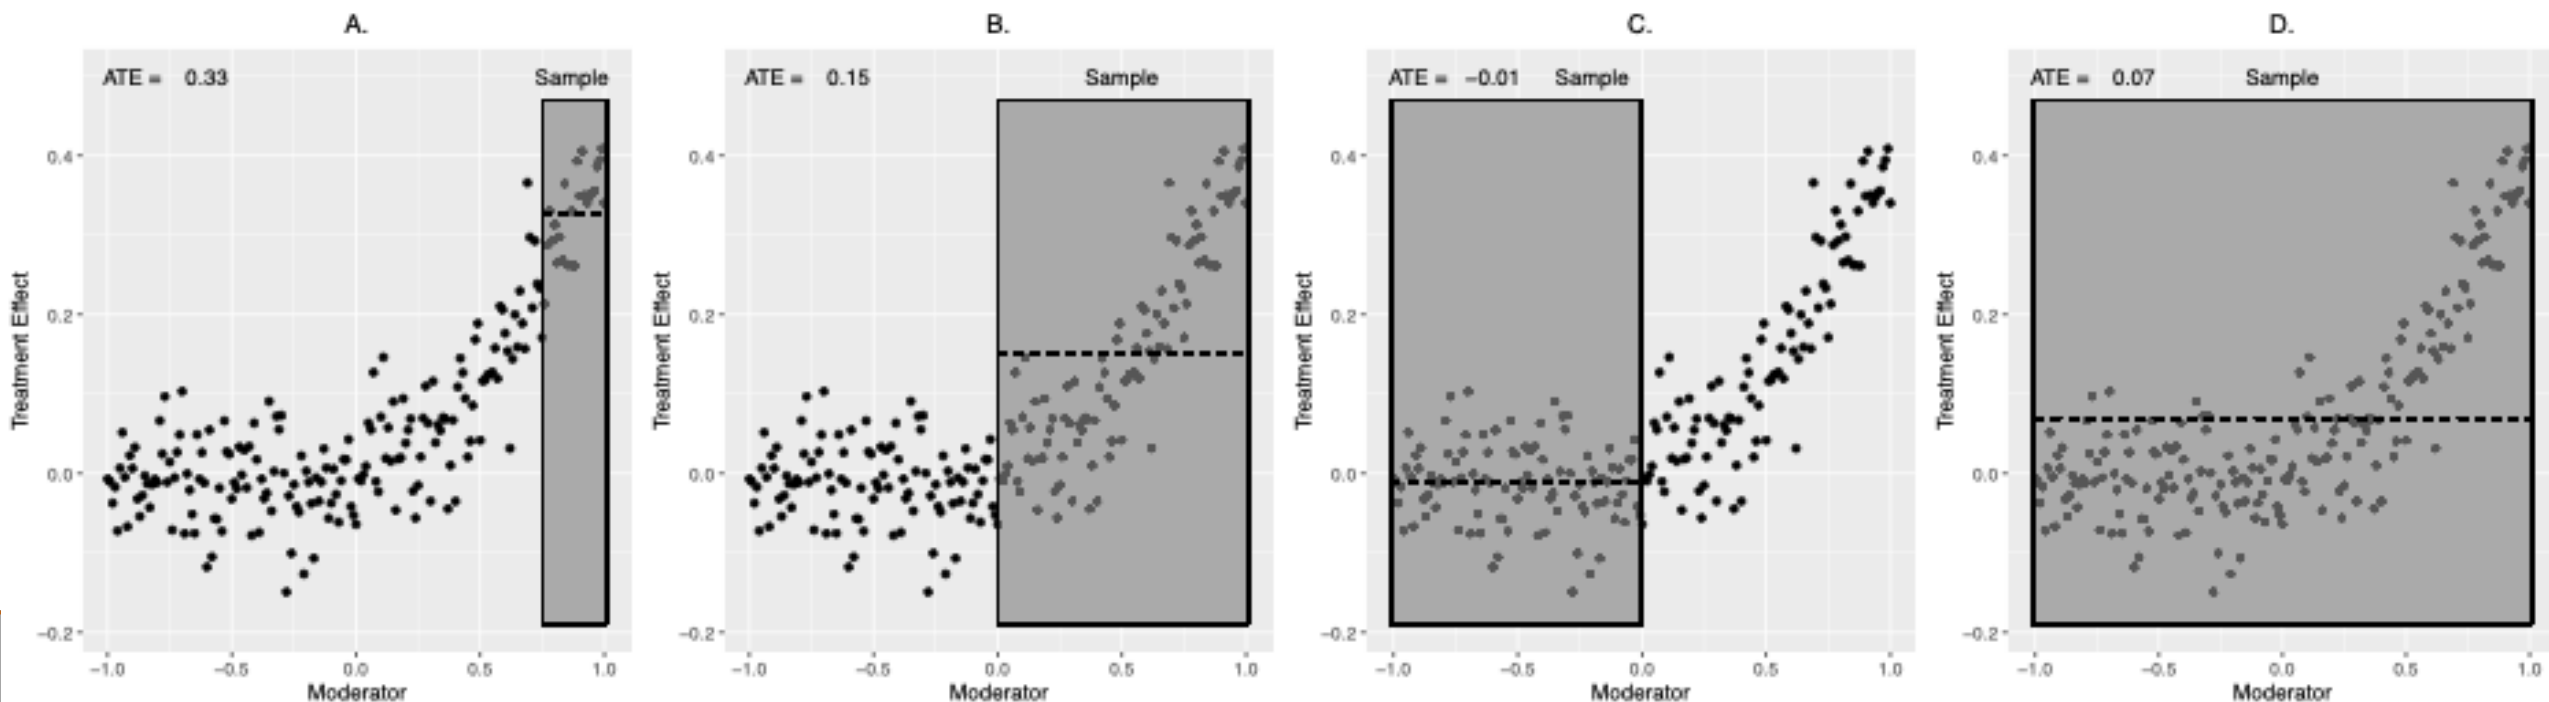 A.
ATE = 0.33 Sample
0.4
0.2
0.0
−0.2
Treatment Effect
−1.0 −0.5 0.0 0.5 1.0
Moderator
B.
ATE = 0.15 Sample
0.4
0.2
0.0
−0.2
Treatment Effect
−1.0 −0.5 0.0 0.5 1.0
Moderator
C.
ATE = −0.01 Sample
0.4
0.2
0.0
−0.2
Treatment Effect
−1.0 −0.5 0.0 0.5 1.0
Moderator
D.
ATE = 0.07 Sample
0.4
0.2
0.0
−0.2
Treatment Effect
−1.0 −0.5 0.0 0.5 1.0
Moderator